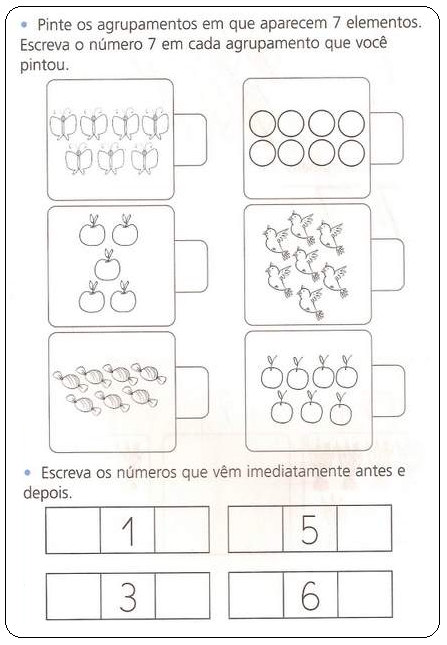 • Pinte os agrupamentos em que aparecem 7 elementos.
Escreva o número 7 em cada agrupamento que você
pintou.
• Escreva os números que vêm imediatamente antes e
depois.
1 5
3 6